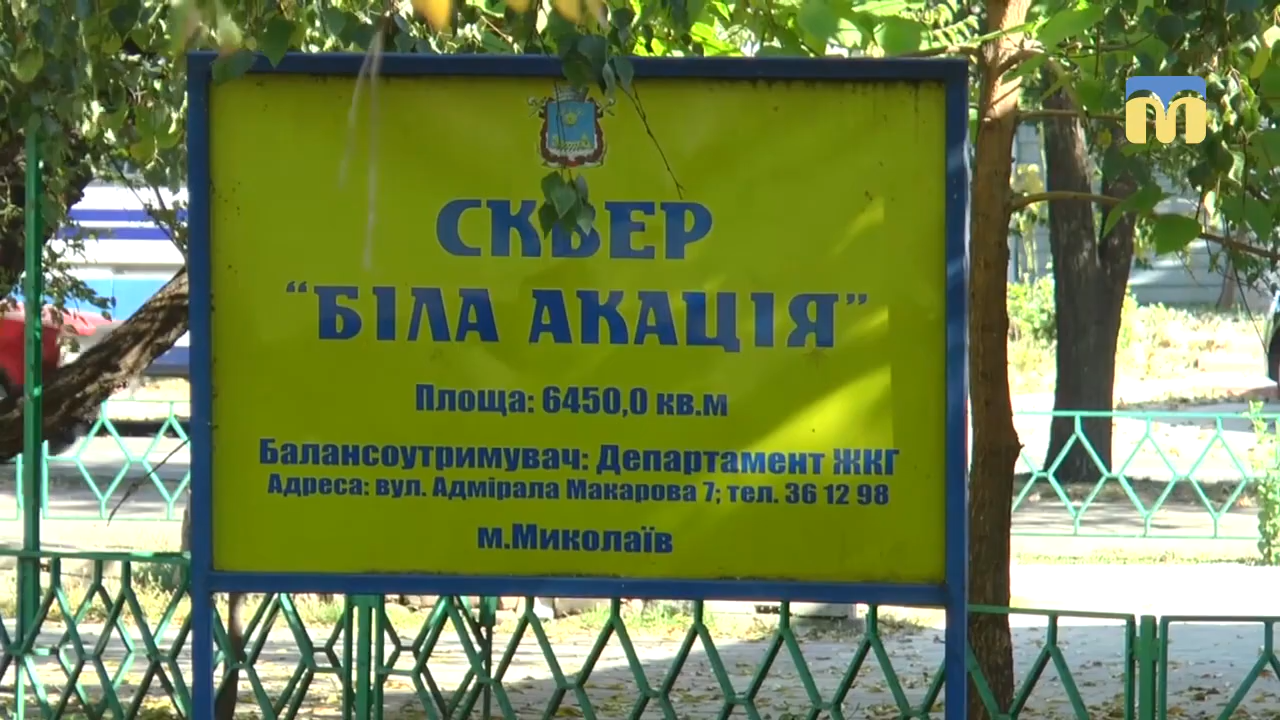 СКВЕР
“БІЛА АКАЦІЯ”
Площа: 6450,0 кв.м
Балансоутримувач: Департамент ЖКГ
Адреса: вул. Адмірала Макарова 7; тел. 36 12 98
м.Миколаїв